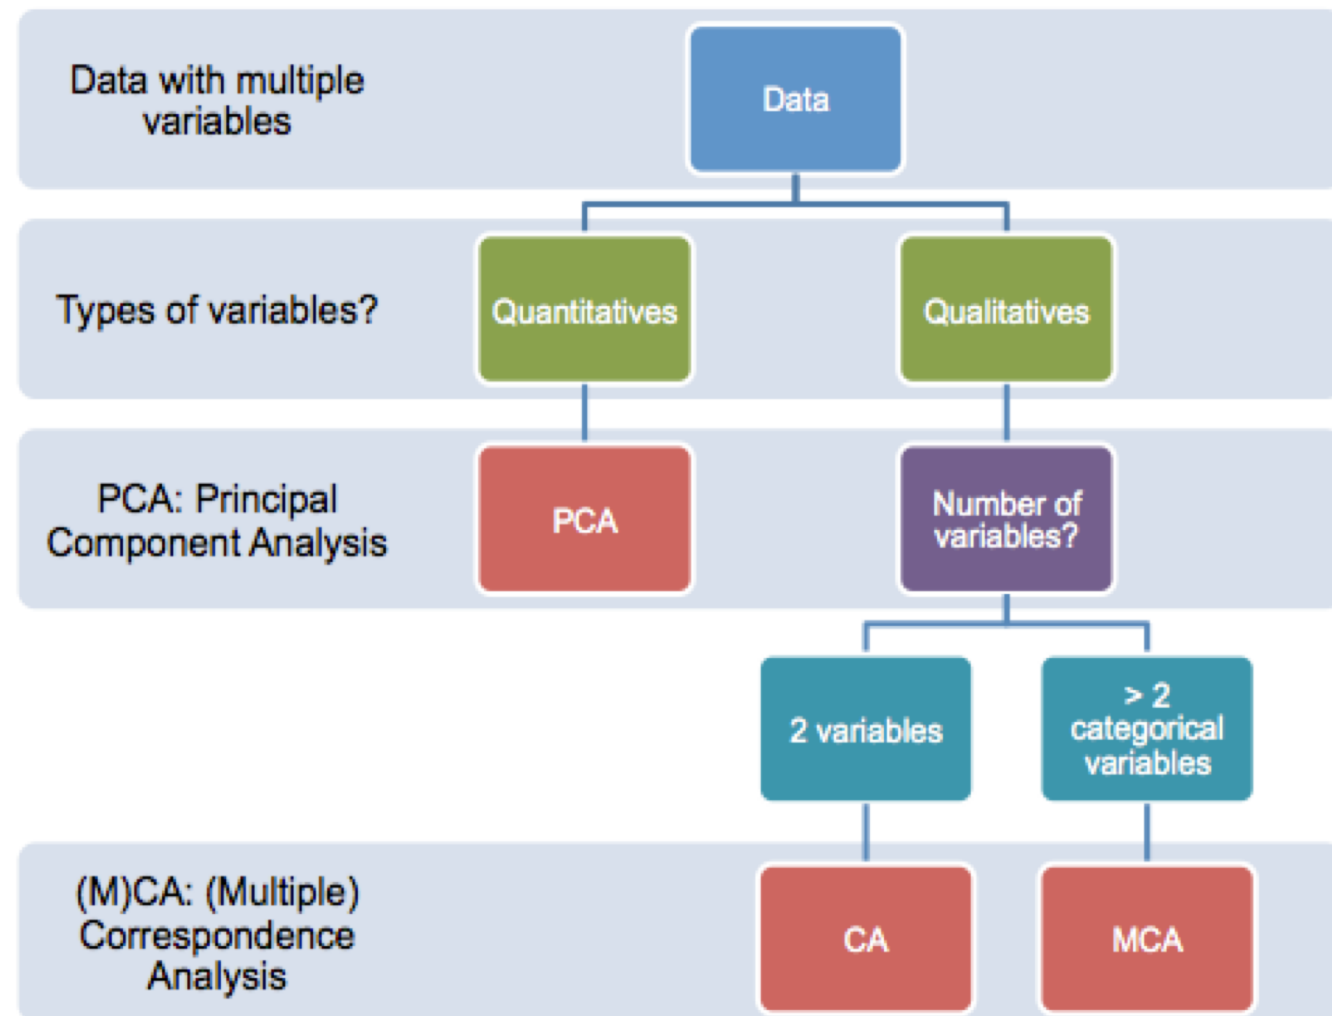 Data with multiple
variables
Data
Types of variables?
Quantitatives
Qualitatives
PCA: Principal
Component Analysis
PCA
Number of
variables?
2 variables
> 2
categorical
variables
(M)CA: (Multiple)
Correspondence
Analysis
CA
MCA